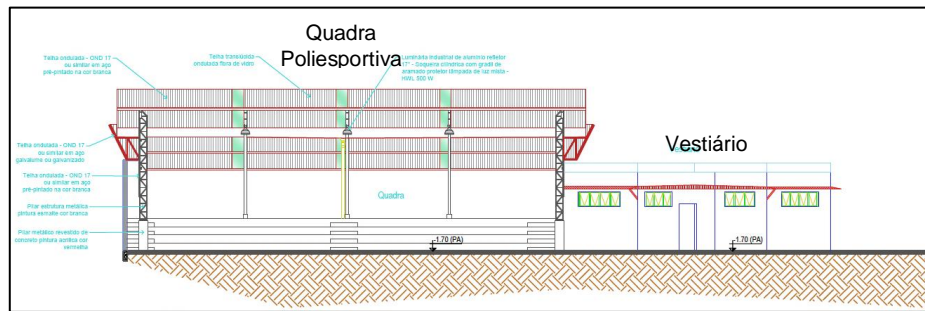 Quadra
Poliesportiva
Telha ondulada - OND 17
ou similar em aço
pré-pintado na cor branca
Telha translúcida
ondulada fibra de vidro
Luminária industrial de alumínio refletor
17" - boqueira cilíndrica com gradil de
aramado protetor lâmpada de luz mista -
HWL 500 W
Telha ondulada - OND 17
ou similar em aço
galvalume ou galvanizado
Vestiário
Telha ondulada - OND 17
ou similar em aço
pré-pintado na cor branca
Quadra
Pilar estrutura metálica
pintura esmalte cor branca
Pilar metálico revestido de
concreto pintura acrílica cor
vermelha
-1.70 (PA)
-1.70 (PA)